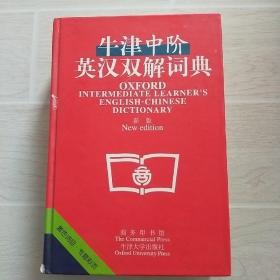 牛津中阶
英汉双解词典
OXFORD
INTERMEDIATE LEARNER'S
ENGLISH-CHINESE
DICTIONARY
新版
New edition
商务印书馆
The Commercial Press
牛津大学出版社
Oxford University Press